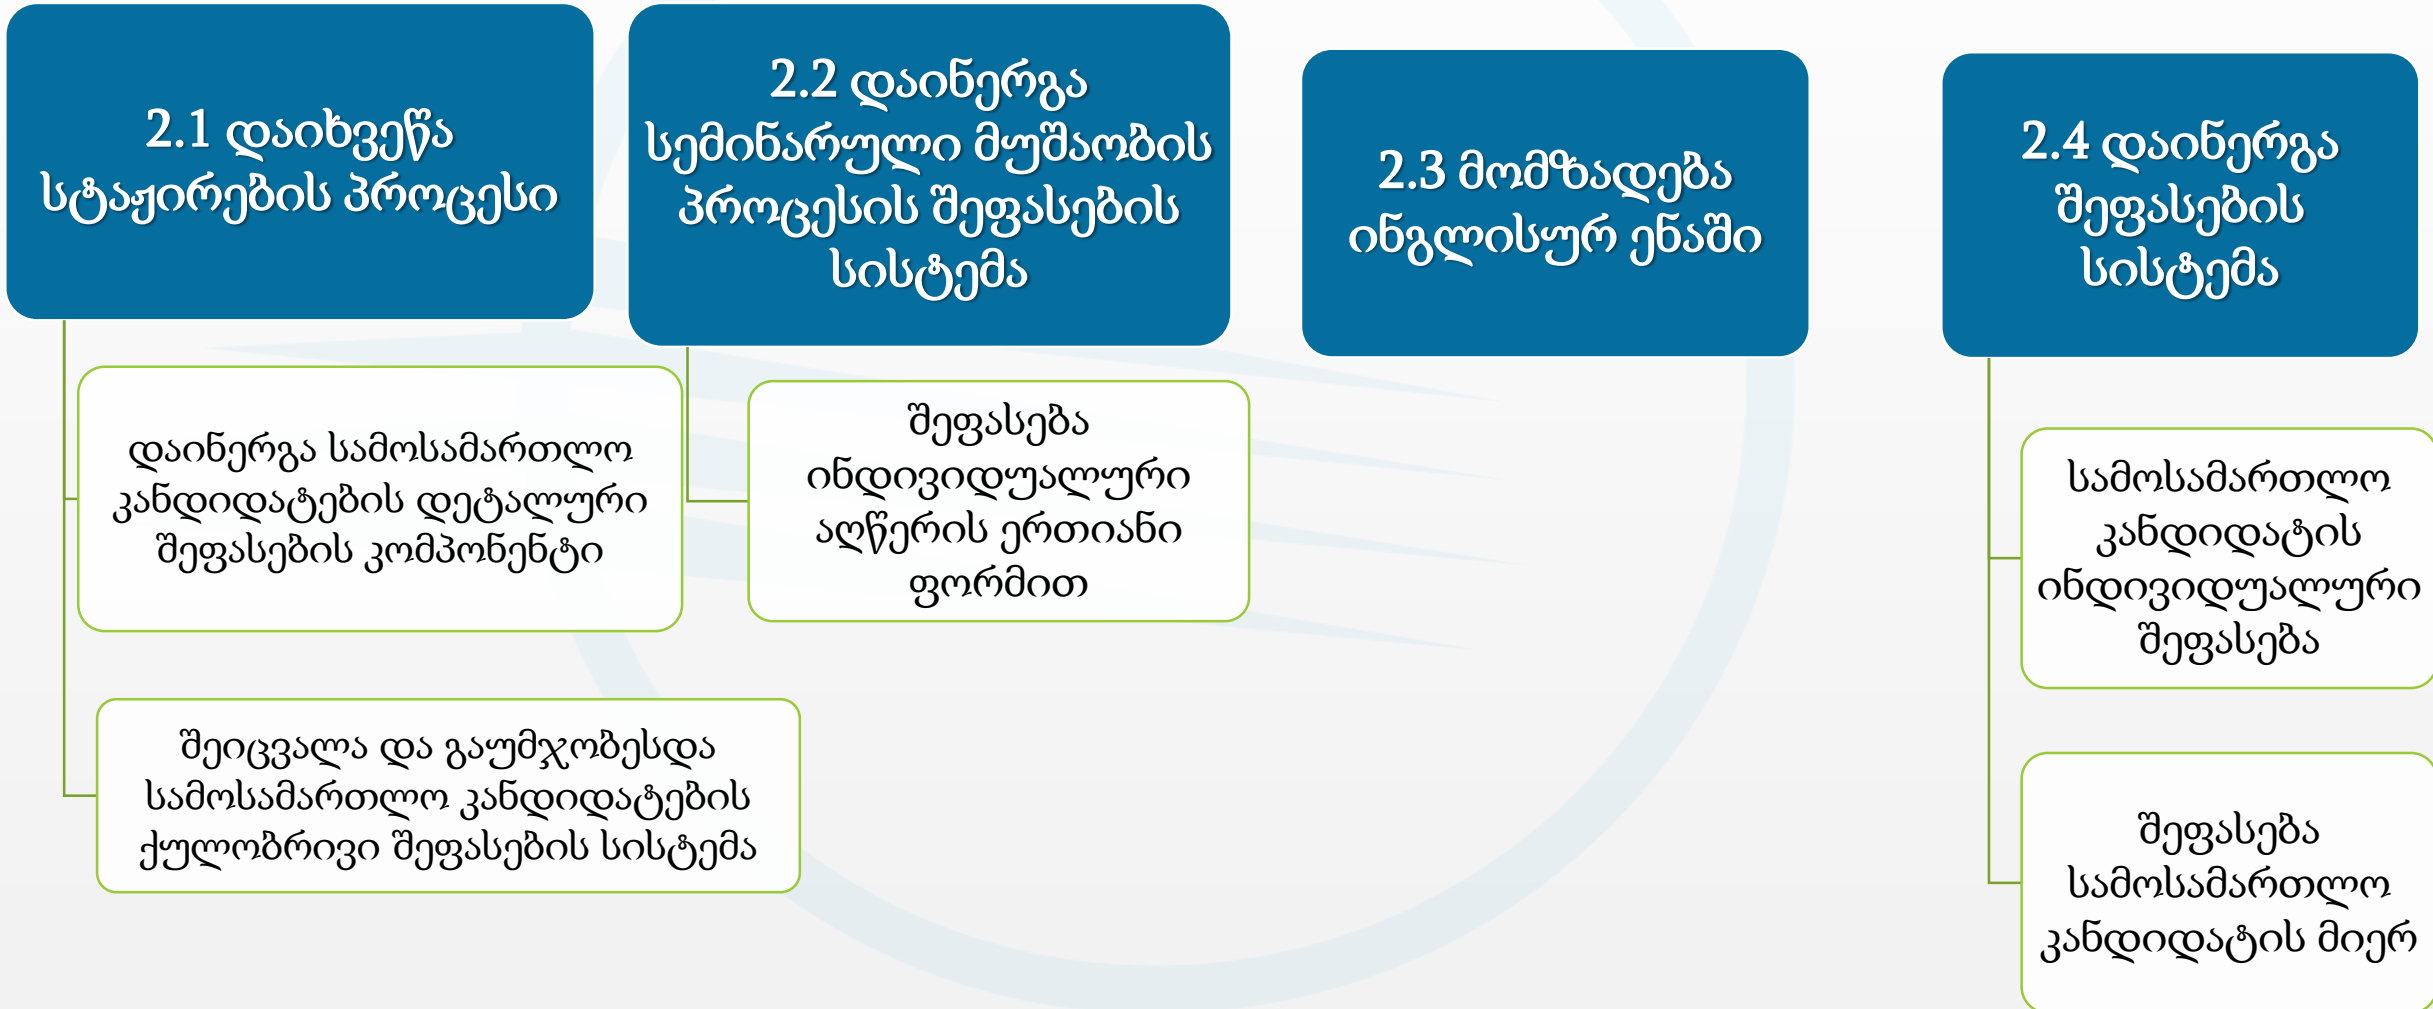 2.1 დაიხვეწა
სტაჟირების პროცესი
დაინერგა სამოსამართლო
კანდიდატების დეტალური
შეფასების კომპონენტი
შეიცვალა და გაუმჯობესდა
სამოსამართლო კანდიდატების
ქულობრივი შეფასების სისტემა
2.2 დაინერგა
სემინარული მუშაობის
პროცესის შეფასების
სისტემა
შეფასება
ინდივიდუალური
აღწერის ერთიანი
ფორმით
2.3 მომზადება
ინგლისურ ენაში
2.4 დაინერგა
შეფასების
სისტემა
სამოსამართლო
კანდიდატის
ინდივიდუალური
შეფასება
შეფასება
სამოსამართლო
კანდიდატის მიერ